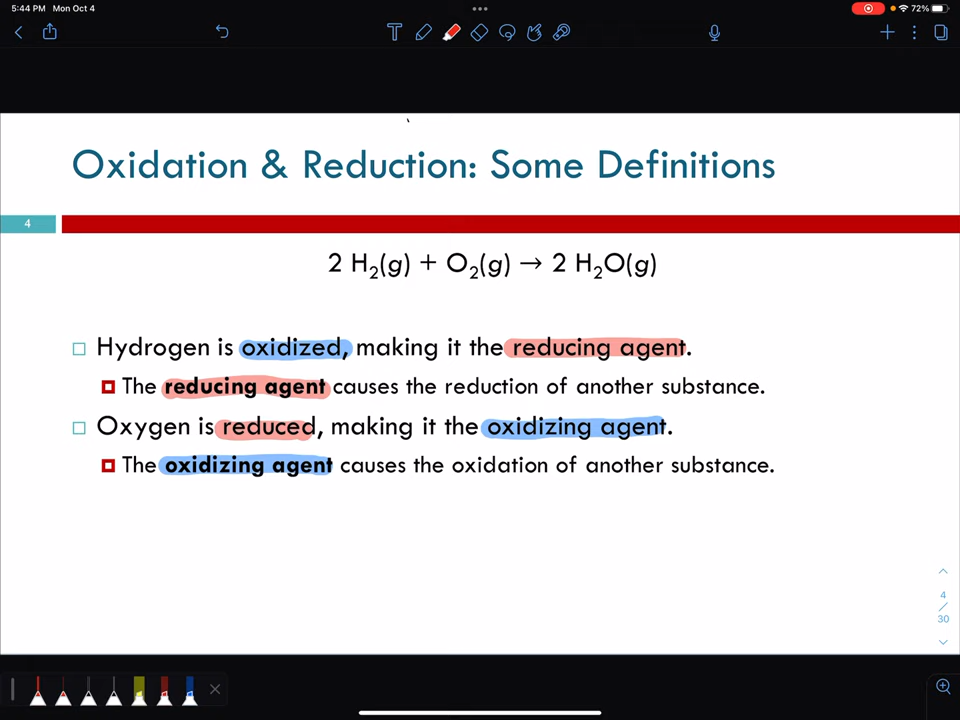 5:44 PM Mon Oct 4
72%
T
Oxidation & Reduction: Some Definitions
4
2 H₂(g) + O₂(g) → 2 H₂O(g)
Hydrogen is oxidized, making it the reducing agent.
The reducing agent causes the reduction of another substance.
Oxygen is reduced, making it the oxidizing agent.
The oxidizing agent causes the oxidation of another substance.
4
/
30